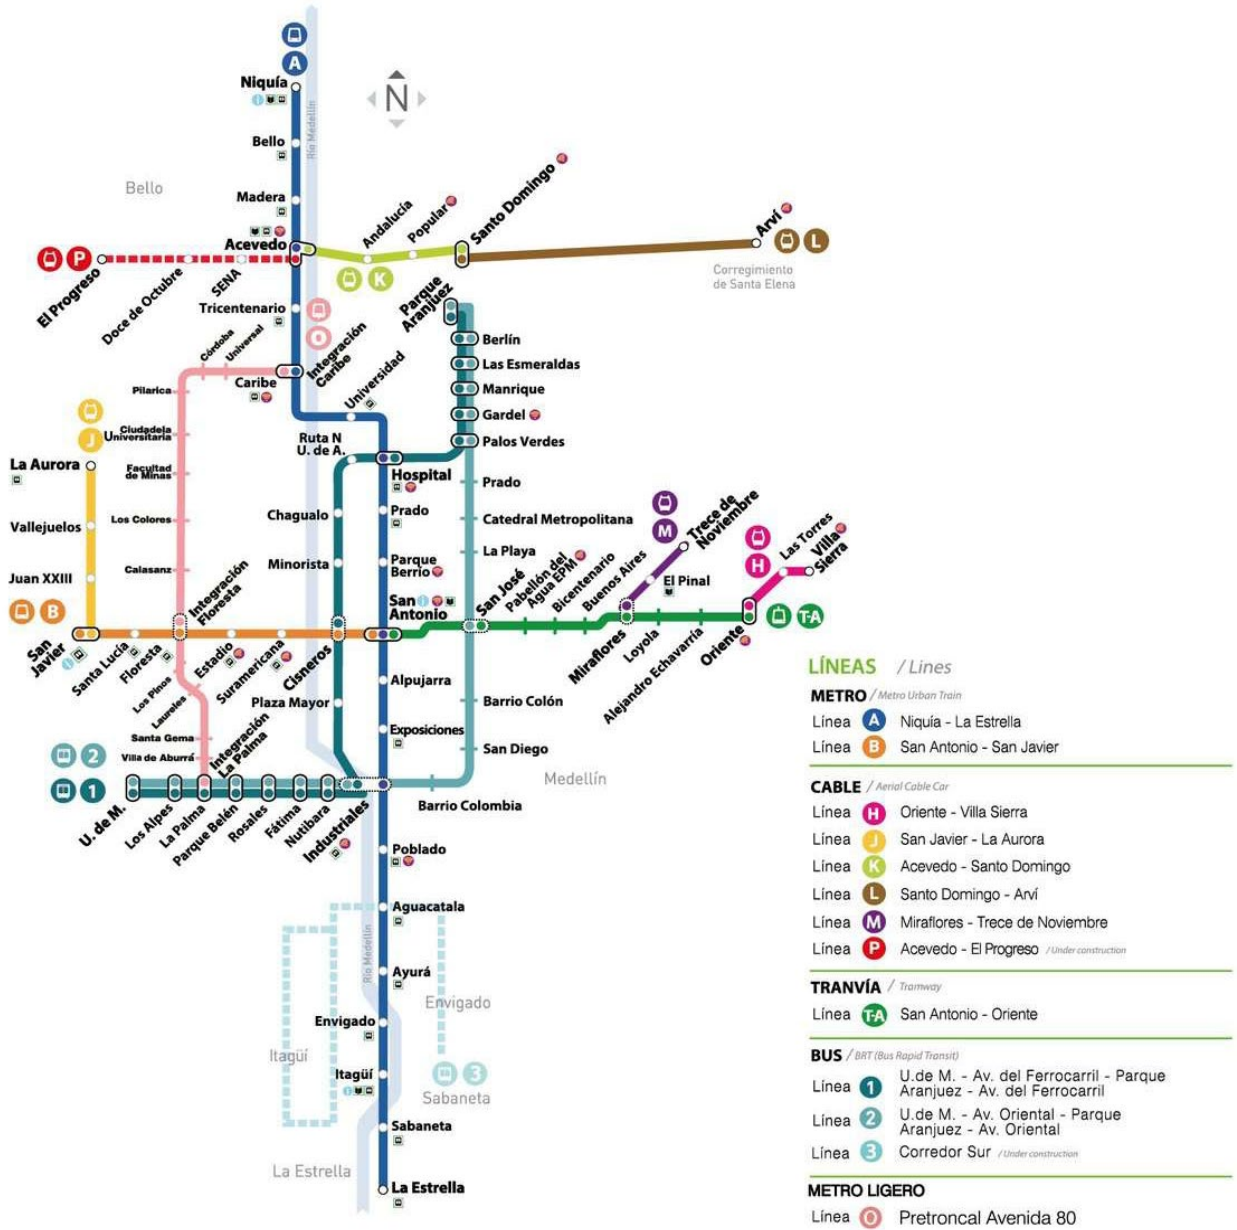 A
Niquía
Río Medellín
N
Bello
Bello
Madera
Acevedo
Andalucía
Popular
Santo Domingo
Arví
L
Corregimiento
de Santa Elena
P
El Progreso
Doce de Octubre
SENA
K
Tricentenario
O
Parque
Aranjuez
Córdoba
Universal
Caribe
Integración
Caribe
Universidad
Berlín
Las Esmeraldas
Manrique
Gardel
Palos Verdes
Pilarica
Ciudadela
Universitaria
J
La Aurora
Facultad
de Minas
Ruta N
U. de A.
Hospital
Prado
Los Colores
Chagualo
Prado
Catedral Metropolitana
Vallejuelos
Minorista
Parque
Berrío
La Playa
Juan XXIII
Calasanz
B
Integración
Floresta
San
Antonio
San José
Pabellón del
Agua EPM
Bicentenario
Buenos Aires
M
Trece de
Noviembre
El Pinal
H
Las Torres
Villa
Sierra
T-A
San
Javier
Santa Lucía
Floresta
Estadio
Suramericana
Cisneros
Miraflores
Loyola
Alejandro Echavarría
Oriente
Los Pinos
Laureles
Santa Gema
Villa de Aburrá
Integración
La Palma
Plaza Mayor
Alpujarra
Exposiciones
Barrio Colón
San Diego
Medellín
2
1
U. de M.
Los Alpes
La Palma
Parque Belén
Rosales
Fátima
Nutibara
Industriales
Barrio Colombia
Poblado
Aguacatala
Río Medellín
Ayurá
Envigado
Envigado
Itagüí
Itagüí
3
Sabaneta
Sabaneta
La Estrella
La Estrella
LÍNEAS / Lines
METRO / Metro Urban Train
Línea A Niquía - La Estrella
Línea B San Antonio - San Javier
CABLE / Aerial Cable Car
Línea H Oriente - Villa Sierra
Línea J San Javier - La Aurora
Línea K Acevedo - Santo Domingo
Línea L Santo Domingo - Arví
Línea M Miraflores - Trece de Noviembre
Línea P Acevedo - El Progreso / Under construction
TRANVÍA / Tramway
Línea T-A San Antonio - Oriente
BUS / BRT (Bus Rapid Transit)
Línea 1 U.de M. - Av. del Ferrocarril - Parque
Aranjuez - Av. del Ferrocarril
Línea 2 U.de M. - Av. Oriental - Parque
Aranjuez - Av. Oriental
Línea 3 Corredor Sur / Under construction
METRO LIGERO
Línea O Pretroncal Avenida 80